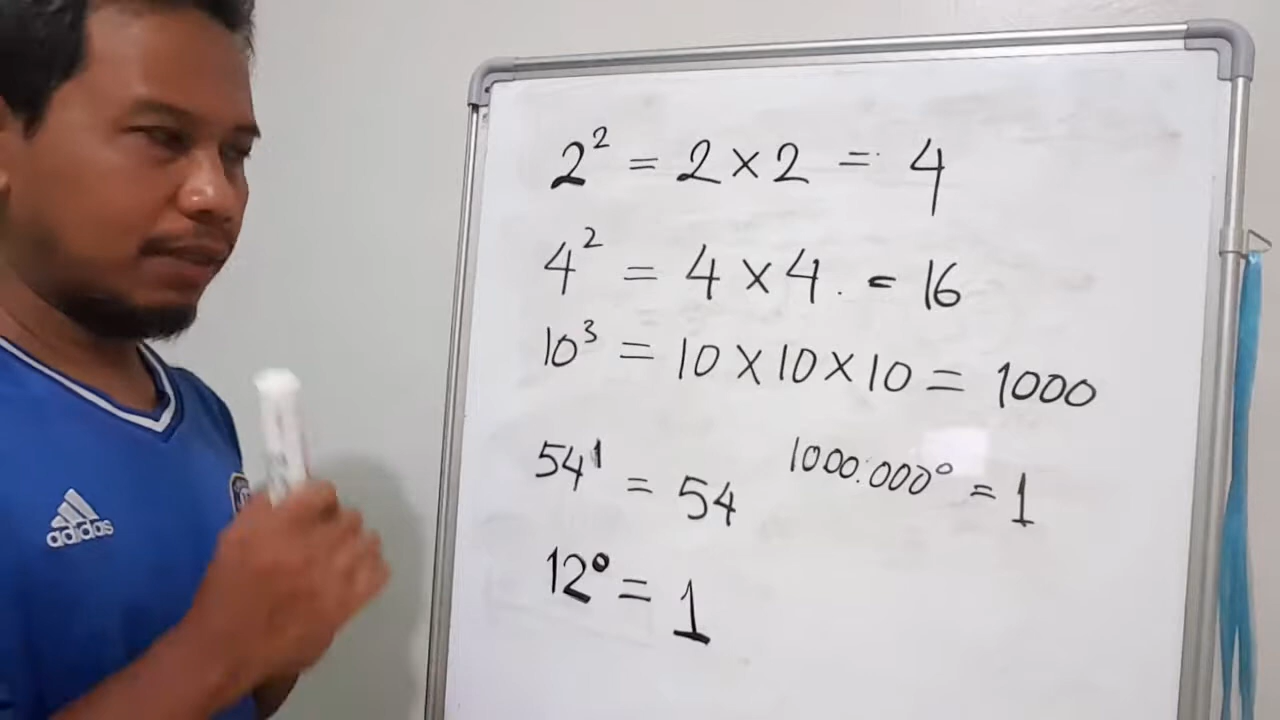 2² = 2 × 2 = 4
4² = 4 × 4 = 16
10³ = 10 × 10 × 10 = 1000
54¹ = 54
1000.000⁰ = 1
12⁰ = 1
adidas